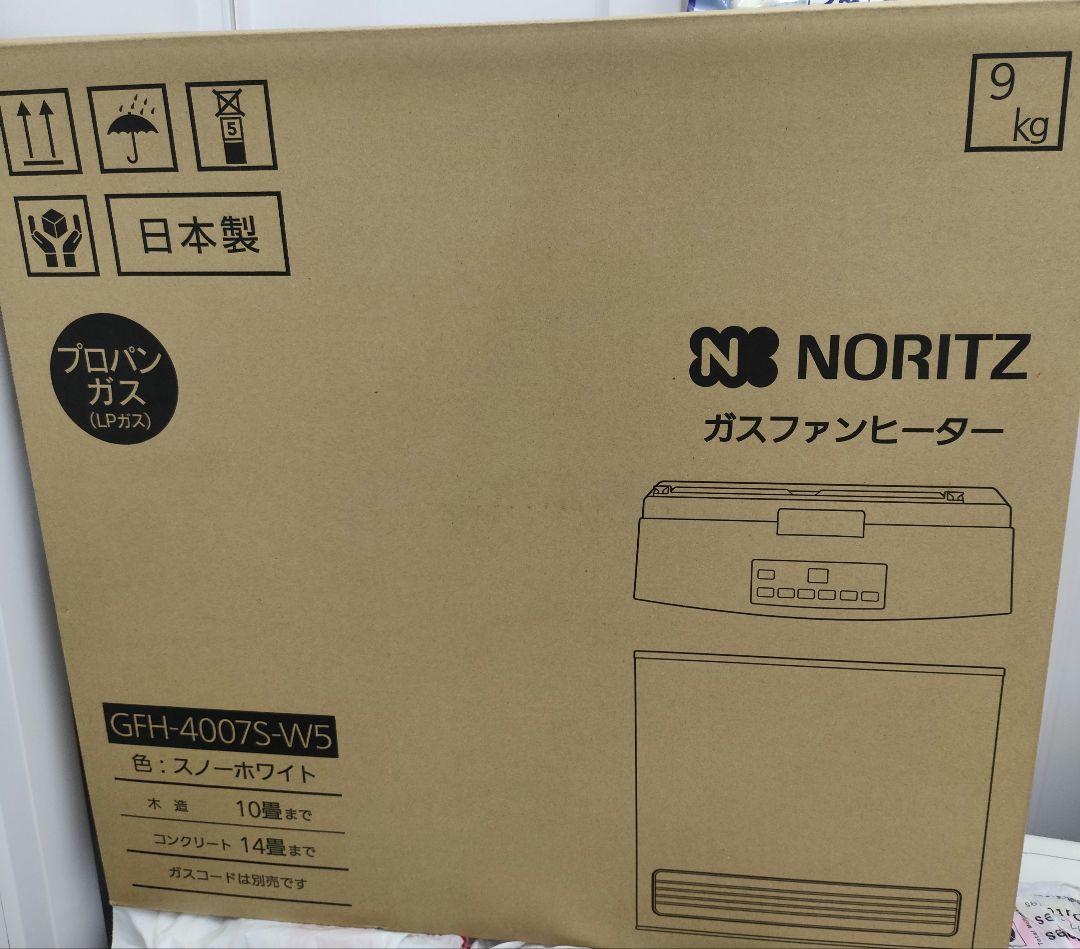 9
kg
5
日本製
プロパン
ガス
(LPガス)
NORITZ
ガスファンヒーター
GFH-4007S-W5
色：スノーホワイト
木造 10畳まで
コンクリート 14畳まで
ガスコードは別売です